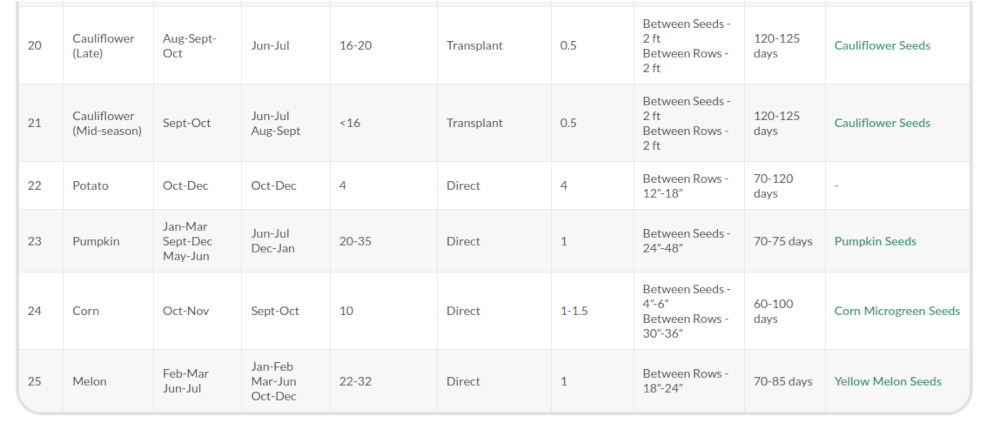 20 Cauliflower (Late) Aug-Sept-Oct Jun-Jul 16-20 Transplant 0.5 Between Seeds - 2 ft Between Rows - 2 ft 120-125 days Cauliflower Seeds
21 Cauliflower (Mid-season) Sept-Oct Jun-Jul Aug-Sept <16 Transplant 0.5 Between Seeds - 2 ft Between Rows - 2 ft 120-125 days Cauliflower Seeds
22 Potato Oct-Dec Oct-Dec 4 Direct 4 Between Rows - 12”-18” 70-120 days -
23 Pumpkin Jan-Mar Sept-Dec May-Jun Jun-Jul Dec-Jan 20-35 Direct 1 Between Seeds - 24”-48” 70-75 days Pumpkin Seeds
24 Corn Oct-Nov Sept-Oct 10 Direct 1-1.5 Between Seeds - 4”-6” Between Rows - 30”-36” 60-100 days Corn Microgreen Seeds
25 Melon Feb-Mar Jun-Jul Jan-Feb Mar-Jun Oct-Dec 22-32 Direct 1 Between Rows - 18”-24” 70-85 days Yellow Melon Seeds